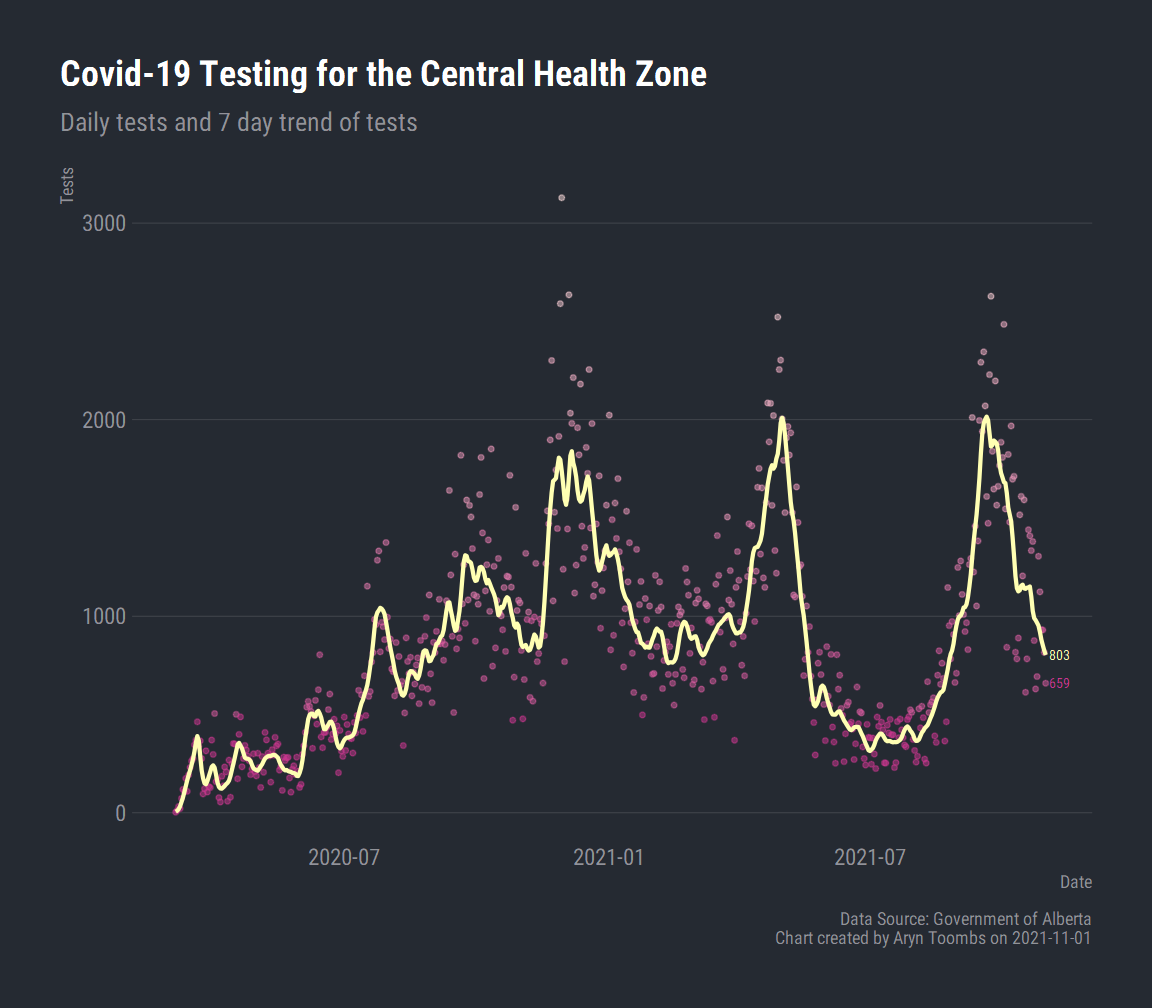 Covid-19 Testing for the Central Health Zone
Daily tests and 7 day trend of tests
Tests
3000
2000
1000
0
803
659
2020-07
2021-01
2021-07
Date
Data Source: Government of Alberta
Chart created by Aryn Toombs on 2021-11-01